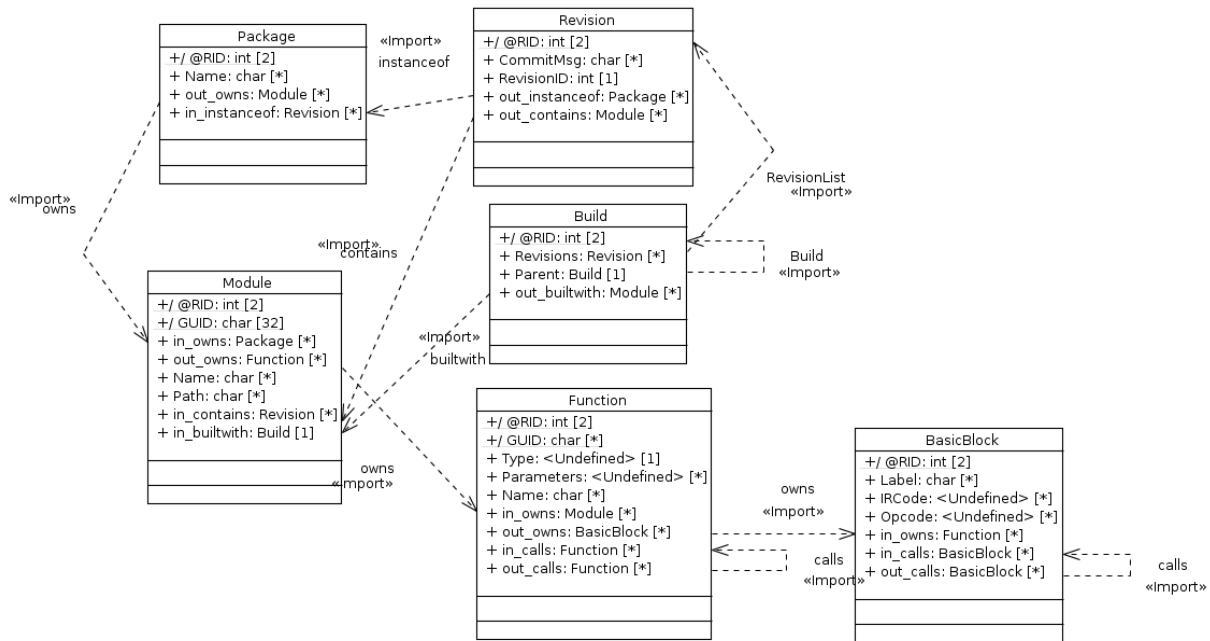 Package
+/ @RID: int [2]
+ Name: char [*]
+ out_owns: Module [*]
+ in_instanceof: Revision [*]
«Import»
instanceof
Revision
+/ @RID: int [2]
+ CommitMsg: char [*]
+ RevisionID: int [1]
+ out_instanceof: Package [*]
+ out_contains: Module [*]
RevisionList
«Import»
«Import»
owns
«Import»
contains
Build
+/ @RID: int [2]
+ Revisions: Revision [*]
+ Parent: Build [1]
+ out_builtwith: Module [*]
Build
«Import»
Module
+/ @RID: int [2]
+/ GUID: char [32]
+ in_owns: Package [*]
+ out_owns: Function [*]
+ Name: char [*]
+ Path: char [*]
+ in_contains: Revision [*]
+ in_builtwith: Build [1]
«Import»
builtwith
owns
«Import»
Function
+/ @RID: int [2]
+/ GUID: char [*]
+ Type: <Undefined> [1]
+ Parameters: <Undefined> [*]
+ Name: char [*]
+ in_owns: Module [*]
+ out_owns: BasicBlock [*]
+ in_calls: Function [*]
+ out_calls: Function [*]
owns
«Import»
calls
«Import»
BasicBlock
+/ @RID: int [2]
+ Label: char [*]
+ IRCode: <Undefined> [*]
+ Opcode: <Undefined> [*]
+ in_owns: Function [*]
+ in_calls: BasicBlock [*]
+ out_calls: BasicBlock [*]
calls
«Import»